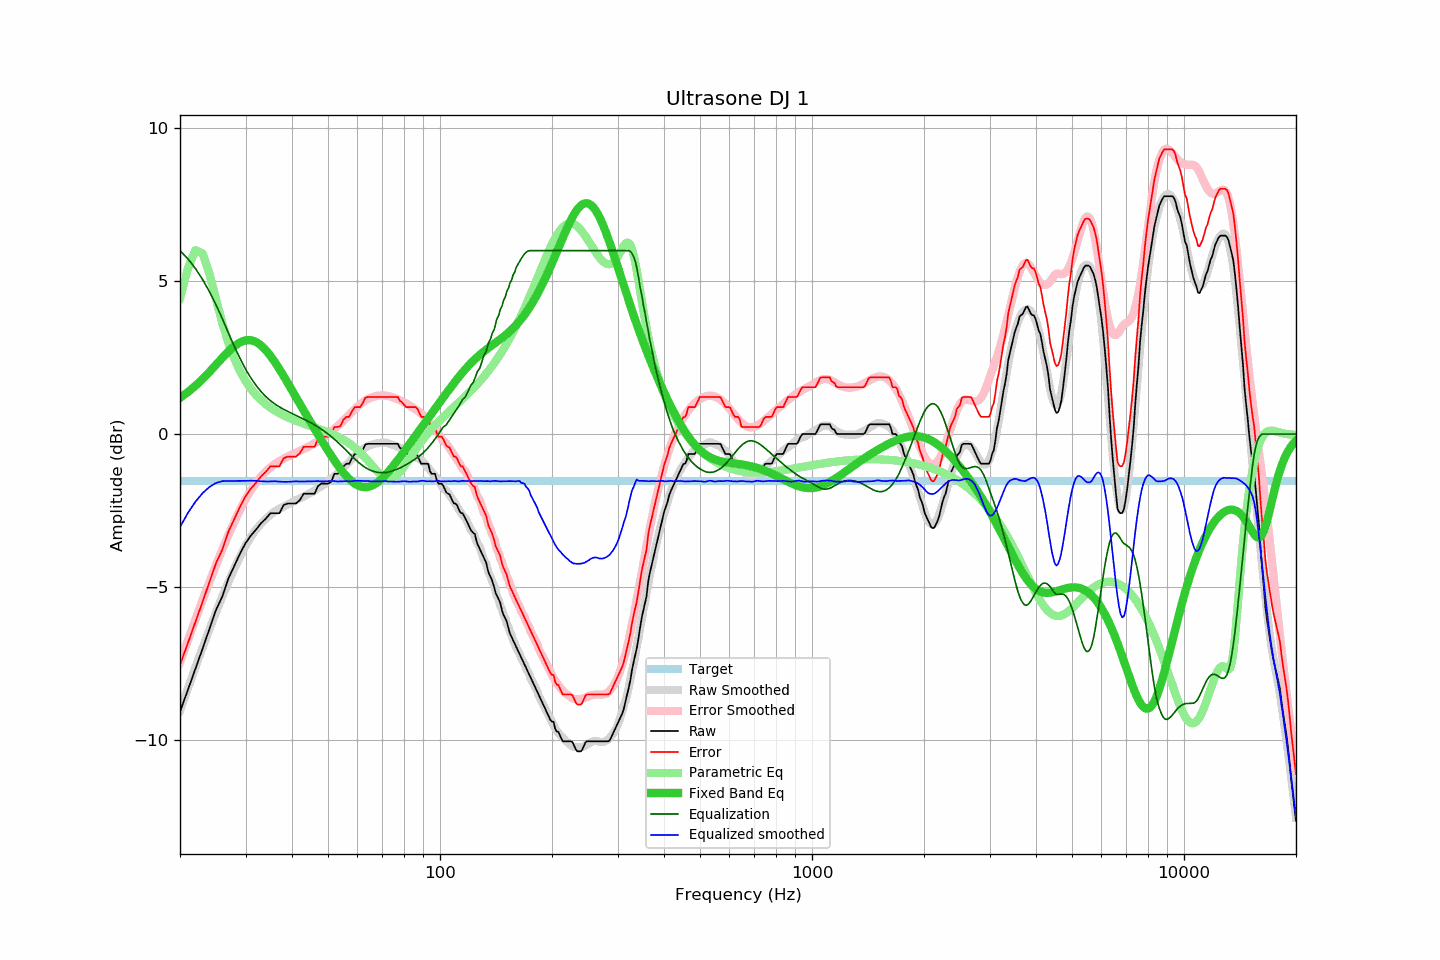 Ultrasone DJ 1
10
5
0
−5
−10
Amplitude (dBr)
Target
Raw Smoothed
Error Smoothed
Raw
Error
Parametric Eq
Fixed Band Eq
Equalization
Equalized smoothed
100
1000
10000
Frequency (Hz)